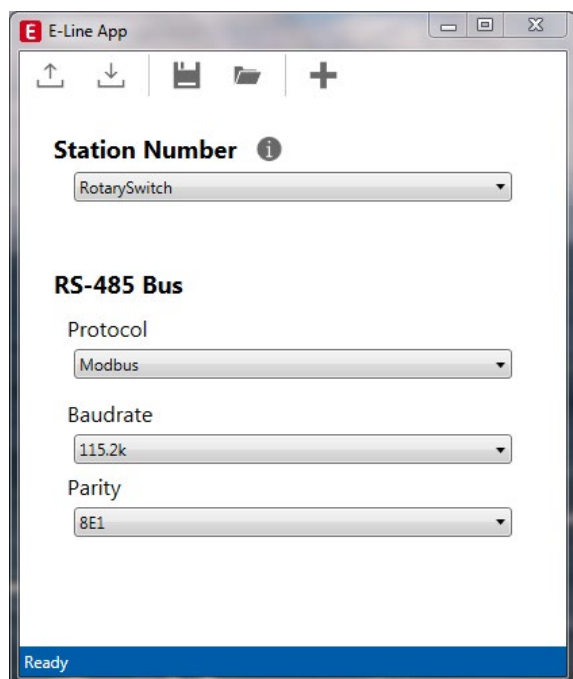 E E-Line App
Station Number i
RotarySwitch
RS-485 Bus
Protocol
Modbus
Baudrate
115.2k
Parity
8E1
Ready